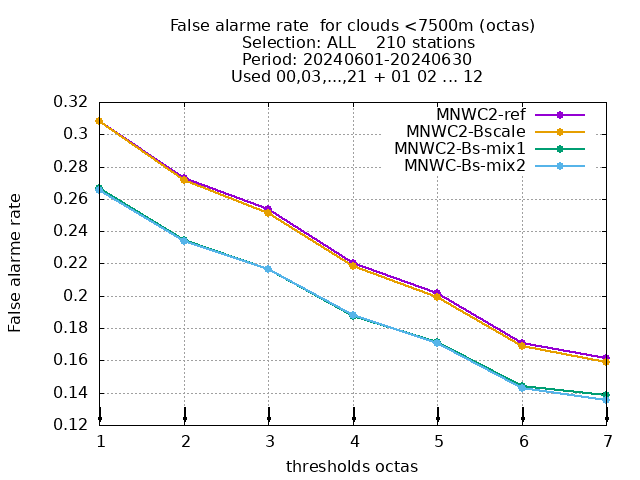 False alarme rate  for clouds <7500m (octas)
Selection: ALL    210 stations
Period: 20240601-20240630
Used 00,03,...,21 + 01 02 ... 12
MNWC2-ref
MNWC2-Bscale
MNWC2-Bs-mix1
MNWC-Bs-mix2
0.32
0.3
0.28
0.26
0.24
0.22
0.2
0.18
0.16
0.14
0.12
False alarme rate
1 2 3 4 5 6 7
thresholds octas